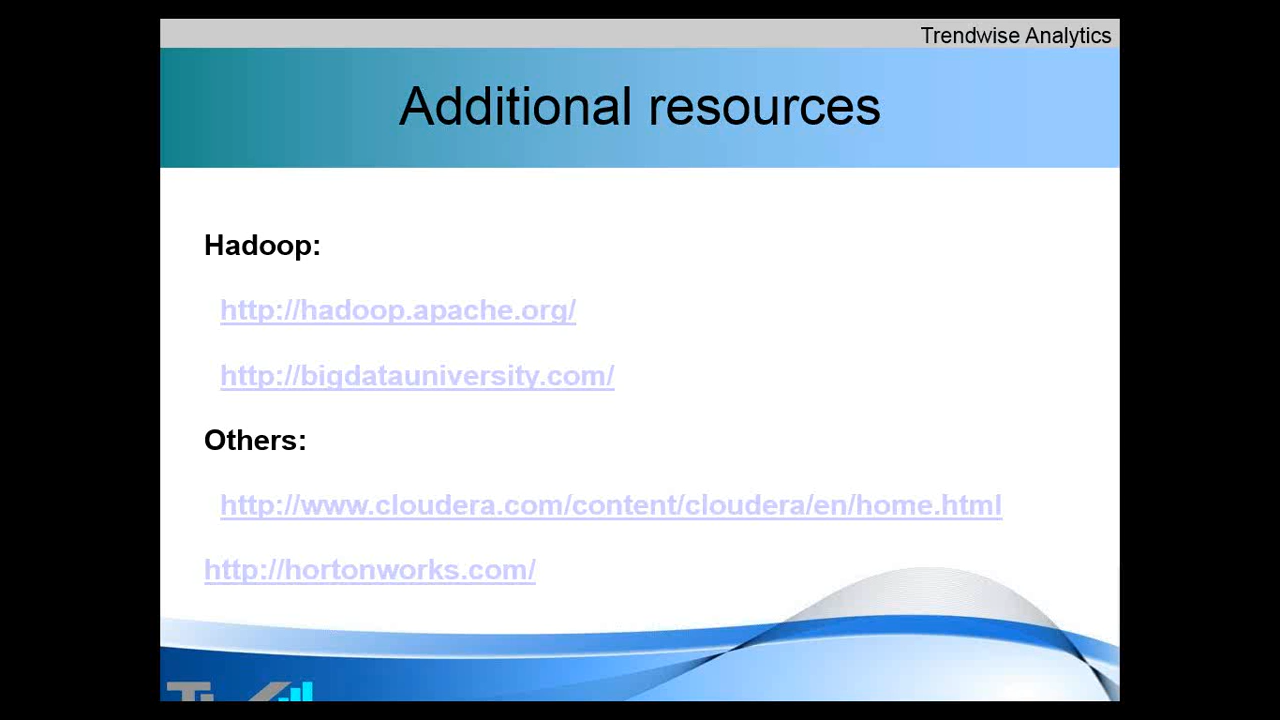 Trendwise Analytics
Additional resources
Hadoop:
http://hadoop.apache.org/
http://bigdatauniversity.com/
Others:
http://www.cloudera.com/content/cloudera/en/home.html
http://hortonworks.com/